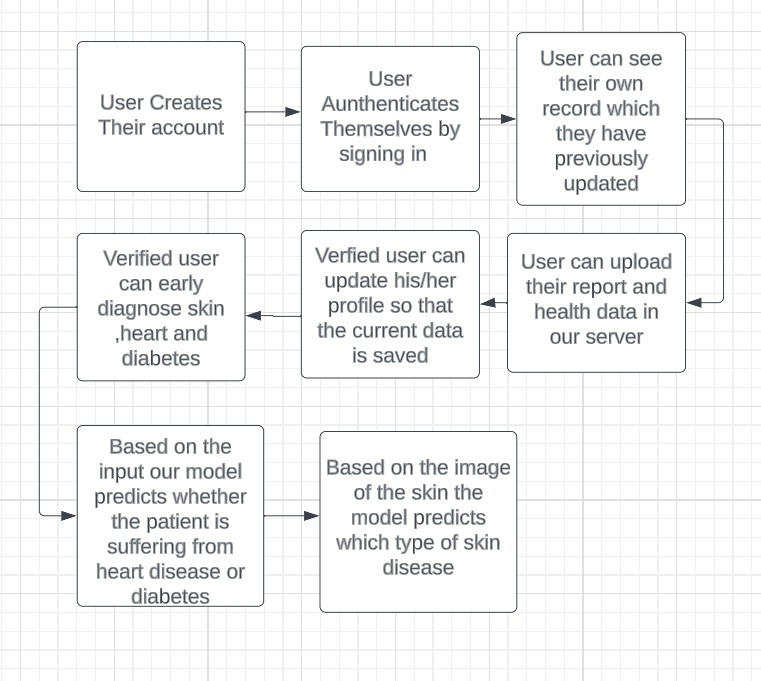 User Creates
Their account
User
Aunthenticates
Themselves by
signing in
User can see
their own
record which
they have
previously
updated
User can upload
their report and
health data in
our server
Verfied user can
update his/her
profile so that
the current data
is saved
Verified user
can early
diagnose skin
,heart and
diabetes
Based on the
input our model
predicts whether
the patient is
suffering from
heart disease or
diabetes
Based on the image
of the skin the
model predicts
which type of skin
disease